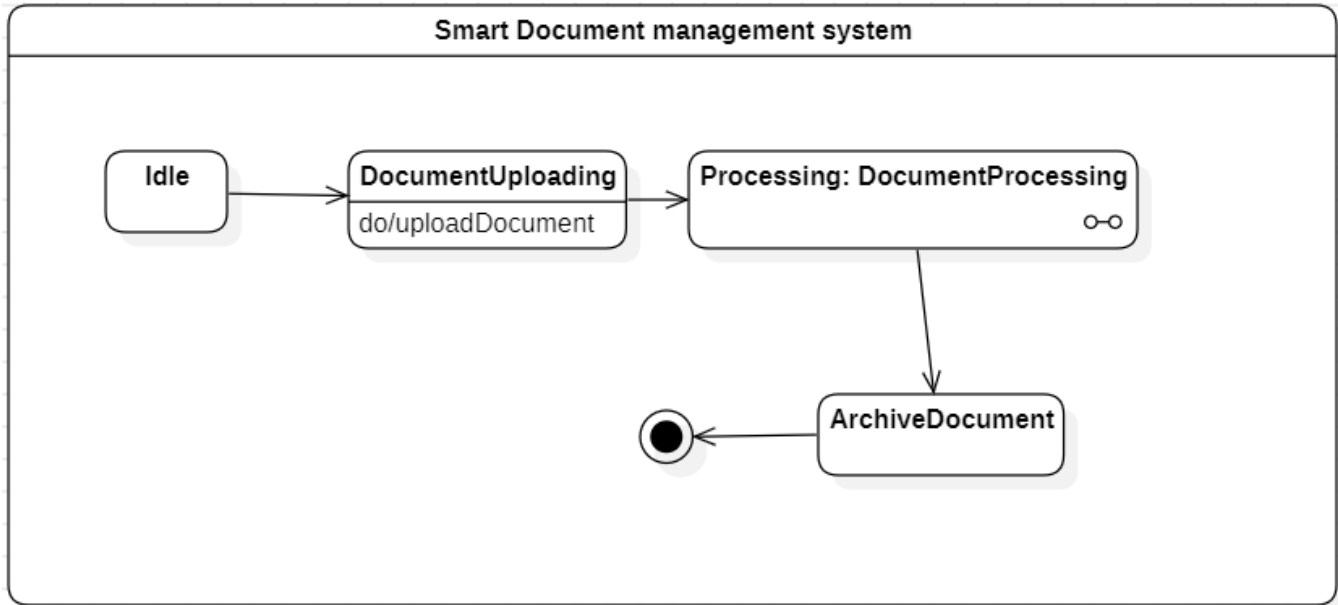 Smart Document management system
Idle
DocumentUploading
do/uploadDocument
Processing: DocumentProcessing
ArchiveDocument